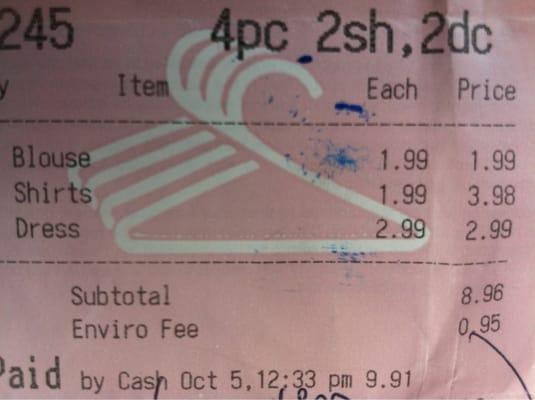 245 4pc 2sh,2dc
y Item Each Price
Blouse 1.99 1.99
Shirts 1.99 3.98
Dress 2.99 2.99
Subtotal 8.96
Enviro Fee 0.95
Paid by Cash Oct 5,12:33 pm 9.91